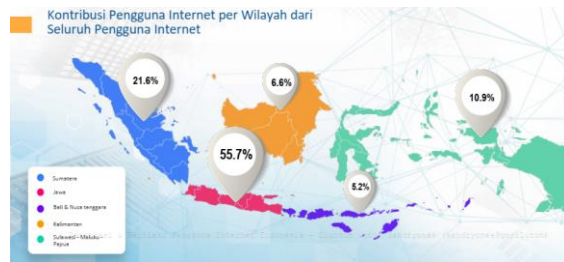 Kontribusi Pengguna Internet per Wilayah dari
Seluruh Pengguna Internet
21.6%
6.6%
10.9%
55.7%
5.2%
Sumatera
Jawa
Bali & Nusa tenggara
Kalimantan
Sulawesi - Maluku -
Papua